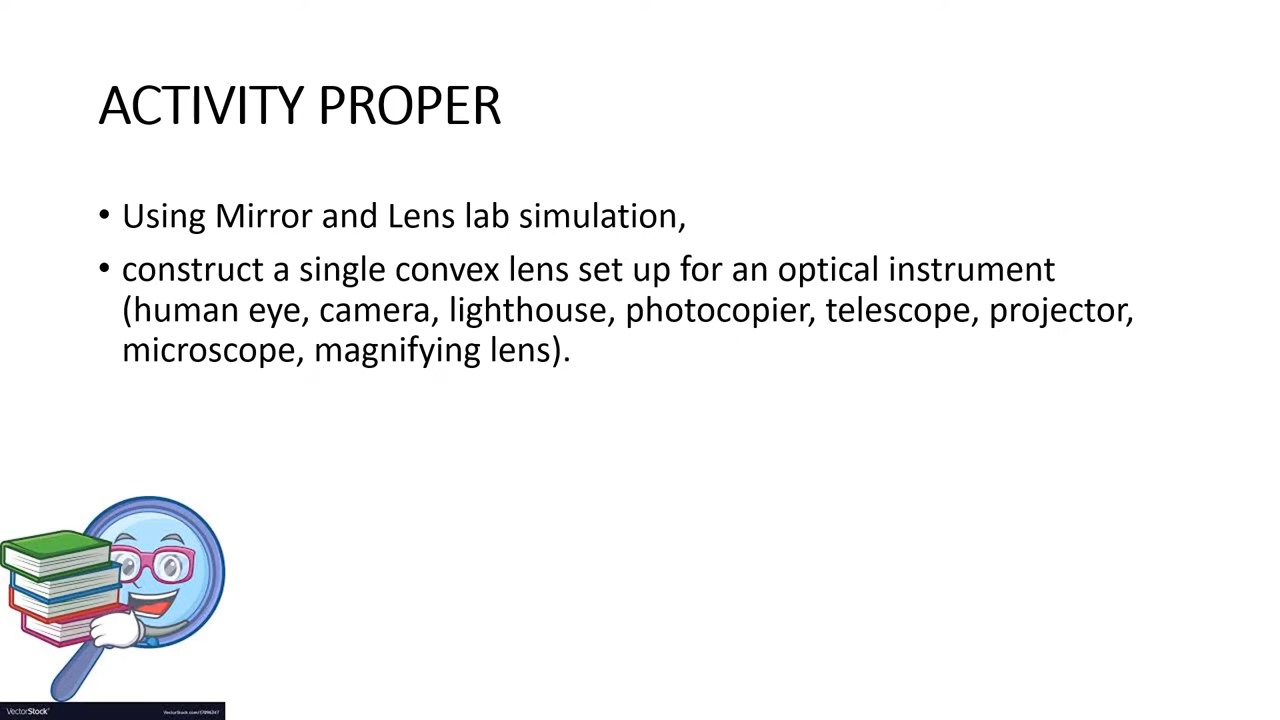 ACTIVITY PROPER
• Using Mirror and Lens lab simulation,
• construct a single convex lens set up for an optical instrument
(human eye, camera, lighthouse, photocopier, telescope, projector,
microscope, magnifying lens).
VectorStock®